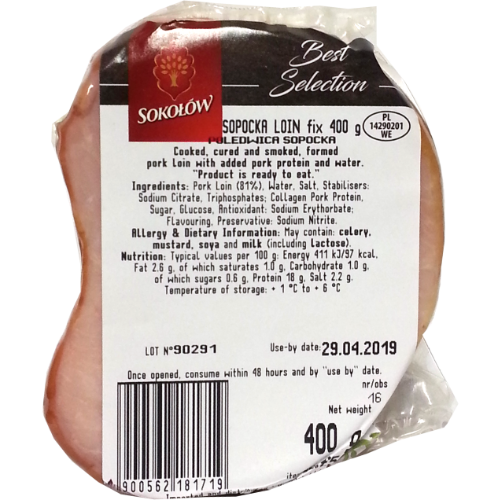 Best
Selection
SOKOŁÓW
SOPOCKA LOIN fix 400 g
PL
14290201
WE
POLEDWICA SOPOCKA
Cooked, cured and smoked, formed
pork Loin with added pork protein and water.
"Product is ready to eat."
Ingredients: Pork Loin (81%), Water, Salt, Stabilisers:
Sodium Citrate, Triphosphates; Collagen Pork Protein,
Sugar, Glucose, Antioxidant: Sodium Erythorbate;
Flavouring, Preservative: Sodium Nitrite.
Allergy & Dietary Information: May contain: celery,
mustard, soya and milk (including Lactose).
Nutrition: Typical values per 100 g: Energy 411 kJ/97 kcal,
Fat 2.6 g, of which saturates 1.0 g, Carbohydrate 1.0 g,
of which sugars 0.6 g, Protein 18 g, Salt 2.2 g.
Temperature of storage: + 1 °C to + 6 °C
LOT N° 90291
Use-by date: 29.04.2019
Once opened, consume within 48 hours and by "use by" date.
nr/obs
16
Net weight
400 g
900562 181719